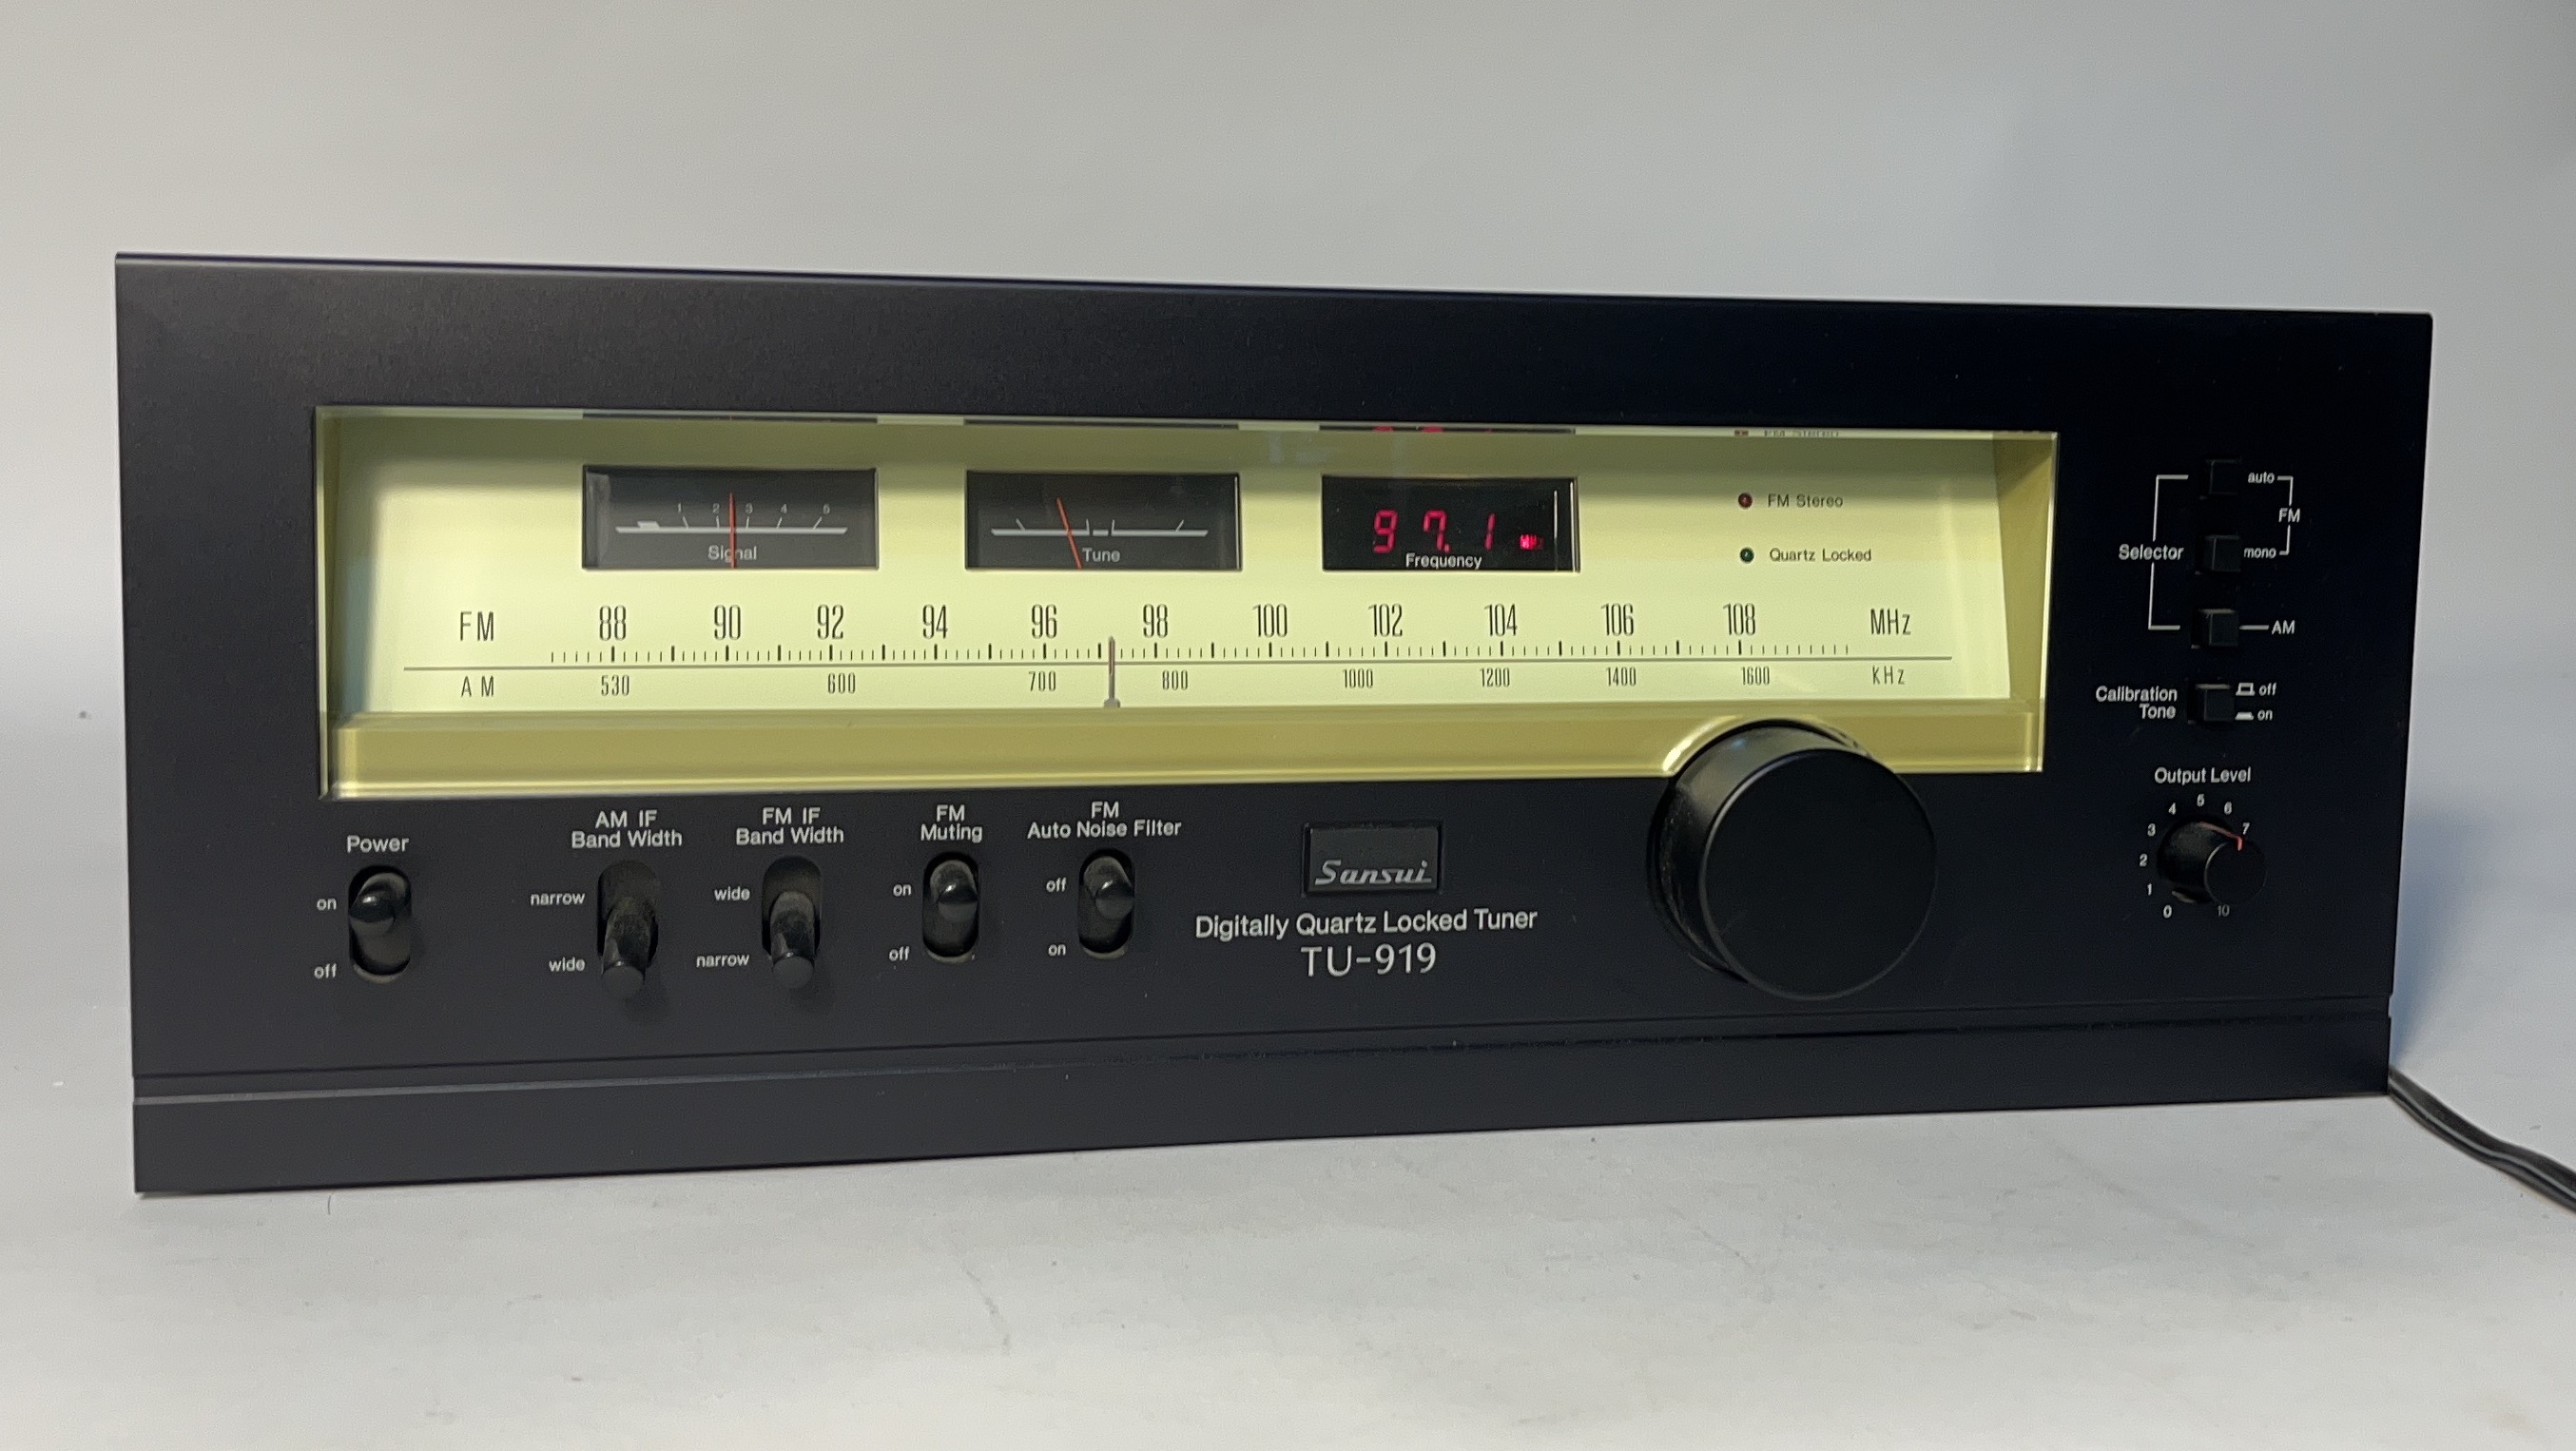 1 2 3 4 5
Signal
Tune
97.1 MHz
Frequency
FM Stereo
Quartz Locked
FM 88 90 92 94 96 98 100 102 104 106 108 MHz
AM 530 600 700 800 1000 1200 1400 1600 KHz
Selector
auto
FM
mono
AM
Calibration
Tone
off
on
Output Level
0 1 2 3 4 5 6 7 10
Power
on
off
AM IF
Band Width
narrow
wide
FM IF
Band Width
wide
narrow
FM
Muting
on
off
FM
Auto Noise Filter
off
on
Sansui
Digitally Quartz Locked Tuner
TU-919